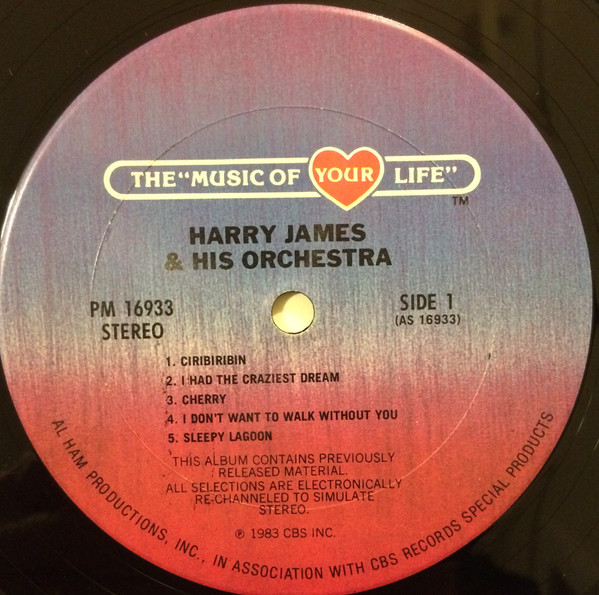 THE "MUSIC OF YOUR LIFE"
TM
HARRY JAMES
& HIS ORCHESTRA
PM 16933
STEREO
SIDE 1
(AS 16933)
1. CIRIBIRIBIN
2. I HAD THE CRAZIEST DREAM
3. CHERRY
4. I DON'T WANT TO WALK WITHOUT YOU
5. SLEEPY LAGOON
THIS ALBUM CONTAINS PREVIOUSLY
RELEASED MATERIAL.
ALL SELECTIONS ARE ELECTRONICALLY
RE-CHANNELED TO SIMULATE
STEREO.
℗ 1983 CBS INC.
AL HAM PRODUCTIONS, INC., IN ASSOCIATION WITH CBS RECORDS SPECIAL PRODUCTS